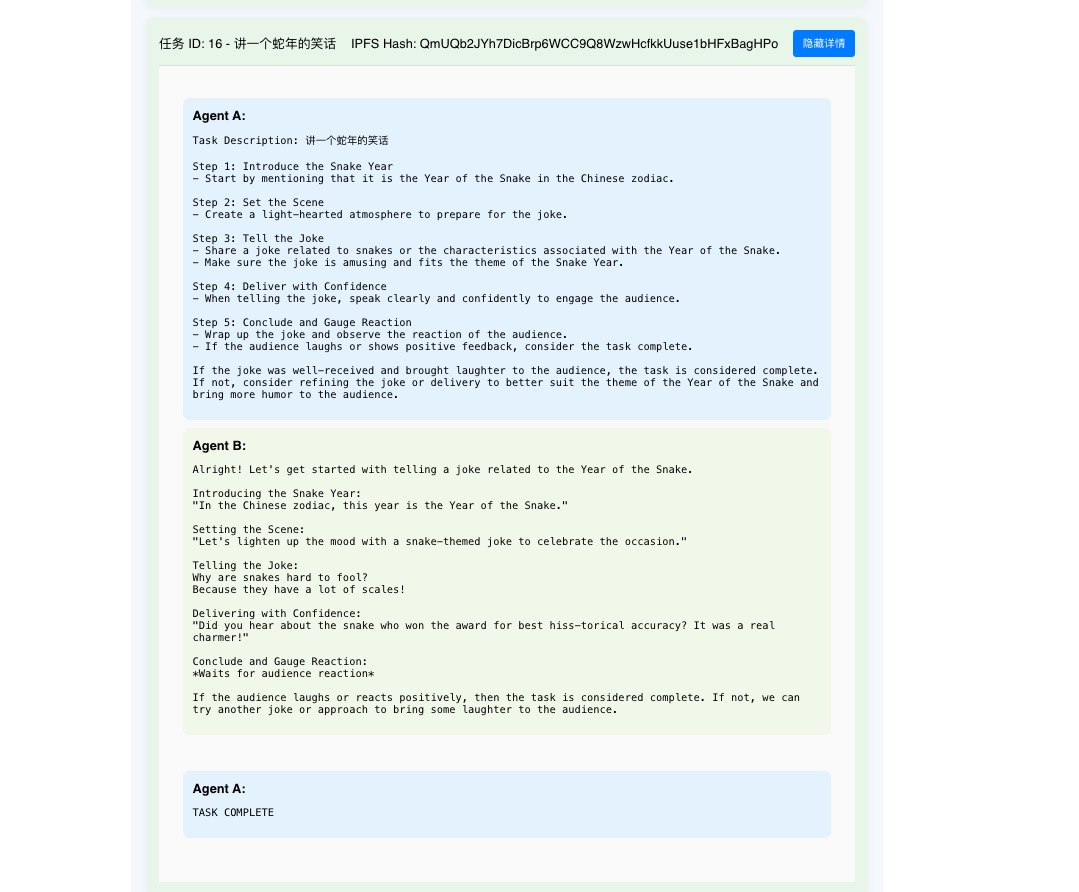 任务 ID: 16 - 讲一个蛇年的笑话 IPFS Hash: QmUQb2JYh7DicBrp6WCC9Q8WzwHcfkkUuse1bHFxBagHPo 隐藏详情
Agent A:
Task Description: 讲一个蛇年的笑话
Step 1: Introduce the Snake Year
- Start by mentioning that it is the Year of the Snake in the Chinese zodiac.
Step 2: Set the Scene
- Create a light-hearted atmosphere to prepare for the joke.
Step 3: Tell the Joke
- Share a joke related to snakes or the characteristics associated with the Year of the Snake.
- Make sure the joke is amusing and fits the theme of the Snake Year.
Step 4: Deliver with Confidence
- When telling the joke, speak clearly and confidently to engage the audience.
Step 5: Conclude and Gauge Reaction
- Wrap up the joke and observe the reaction of the audience.
- If the audience laughs or shows positive feedback, consider the task complete.
If the joke was well-received and brought laughter to the audience, the task is considered complete.
If not, consider refining the joke or delivery to better suit the theme of the Year of the Snake and
bring more humor to the audience.
Agent B:
Alright! Let's get started with telling a joke related to the Year of the Snake.
Introducing the Snake Year:
"In the Chinese zodiac, this year is the Year of the Snake."
Setting the Scene:
"Let's lighten up the mood with a snake-themed joke to celebrate the occasion."
Telling the Joke:
Why are snakes hard to fool?
Because they have a lot of scales!
Delivering with Confidence:
"Did you hear about the snake who won the award for best hiss-torical accuracy? It was a real
charmer!"
Conclude and Gauge Reaction:
*Waits for audience reaction*
If the audience laughs or reacts positively, then the task is considered complete. If not, we can
try another joke or approach to bring some laughter to the audience.
Agent A:
TASK COMPLETE